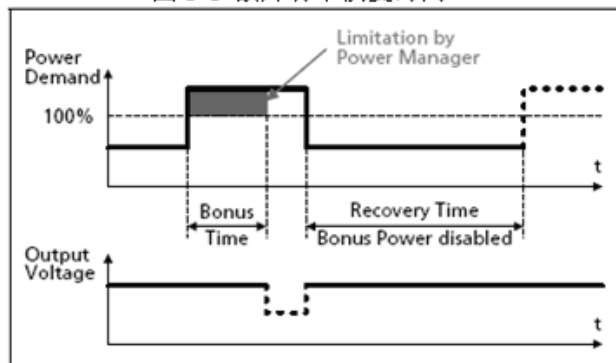 Limitation by
Power Manager
Power
Demand
100%
t
Bonus
Time
Recovery Time
Bonus Power disabled
Output
Voltage
t